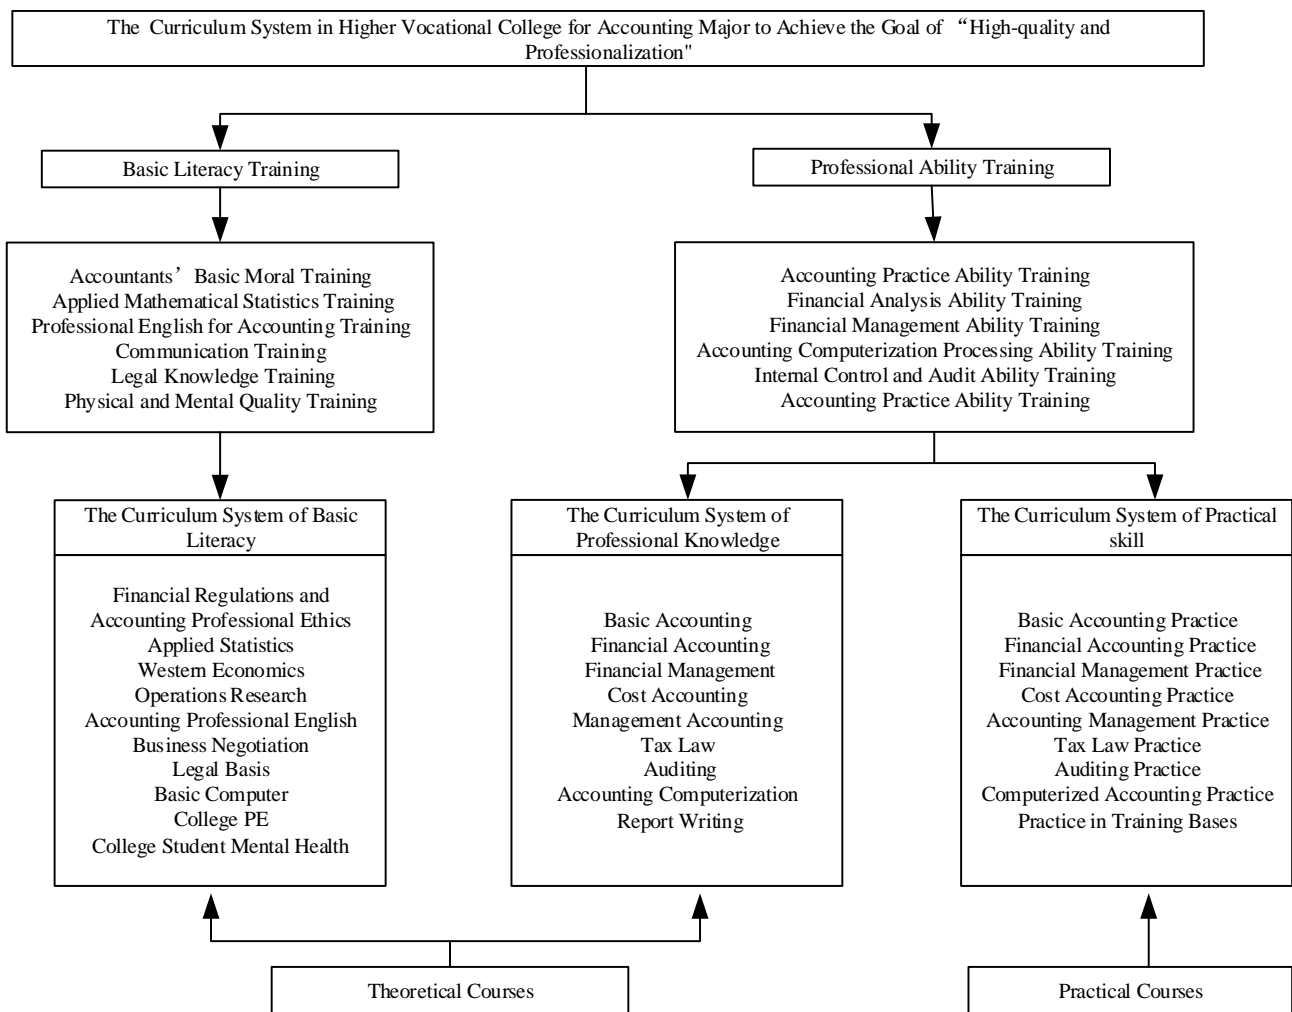 The Curriculum System in Higher Vocational College for Accounting Major to Achieve the Goal of “High-quality and
Professionalization"
Basic Literacy Training
Professional Ability Training
Accountants’ Basic Moral Training
Applied Mathematical Statistics Training
Professional English for Accounting Training
Communication Training
Legal Knowledge Training
Physical and Mental Quality Training
Accounting Practice Ability Training
Financial Analysis Ability Training
Financial Management Ability Training
Accounting Computerization Processing Ability Training
Internal Control and Audit Ability Training
Accounting Practice Ability Training
The Curriculum System of Basic
Literacy
Financial Regulations and
Accounting Professional Ethics
Applied Statistics
Western Economics
Operations Research
Accounting Professional English
Business Negotiation
Legal Basis
Basic Computer
College PE
College Student Mental Health
The Curriculum System of
Professional Knowledge
Basic Accounting
Financial Accounting
Financial Management
Cost Accounting
Management Accounting
Tax Law
Auditing
Accounting Computerization
Report Writing
The Curriculum System of Practical
skill
Basic Accounting Practice
Financial Accounting Practice
Financial Management Practice
Cost Accounting Practice
Accounting Management Practice
Tax Law Practice
Auditing Practice
Computerized Accounting Practice
Practice in Training Bases
Theoretical Courses
Practical Courses